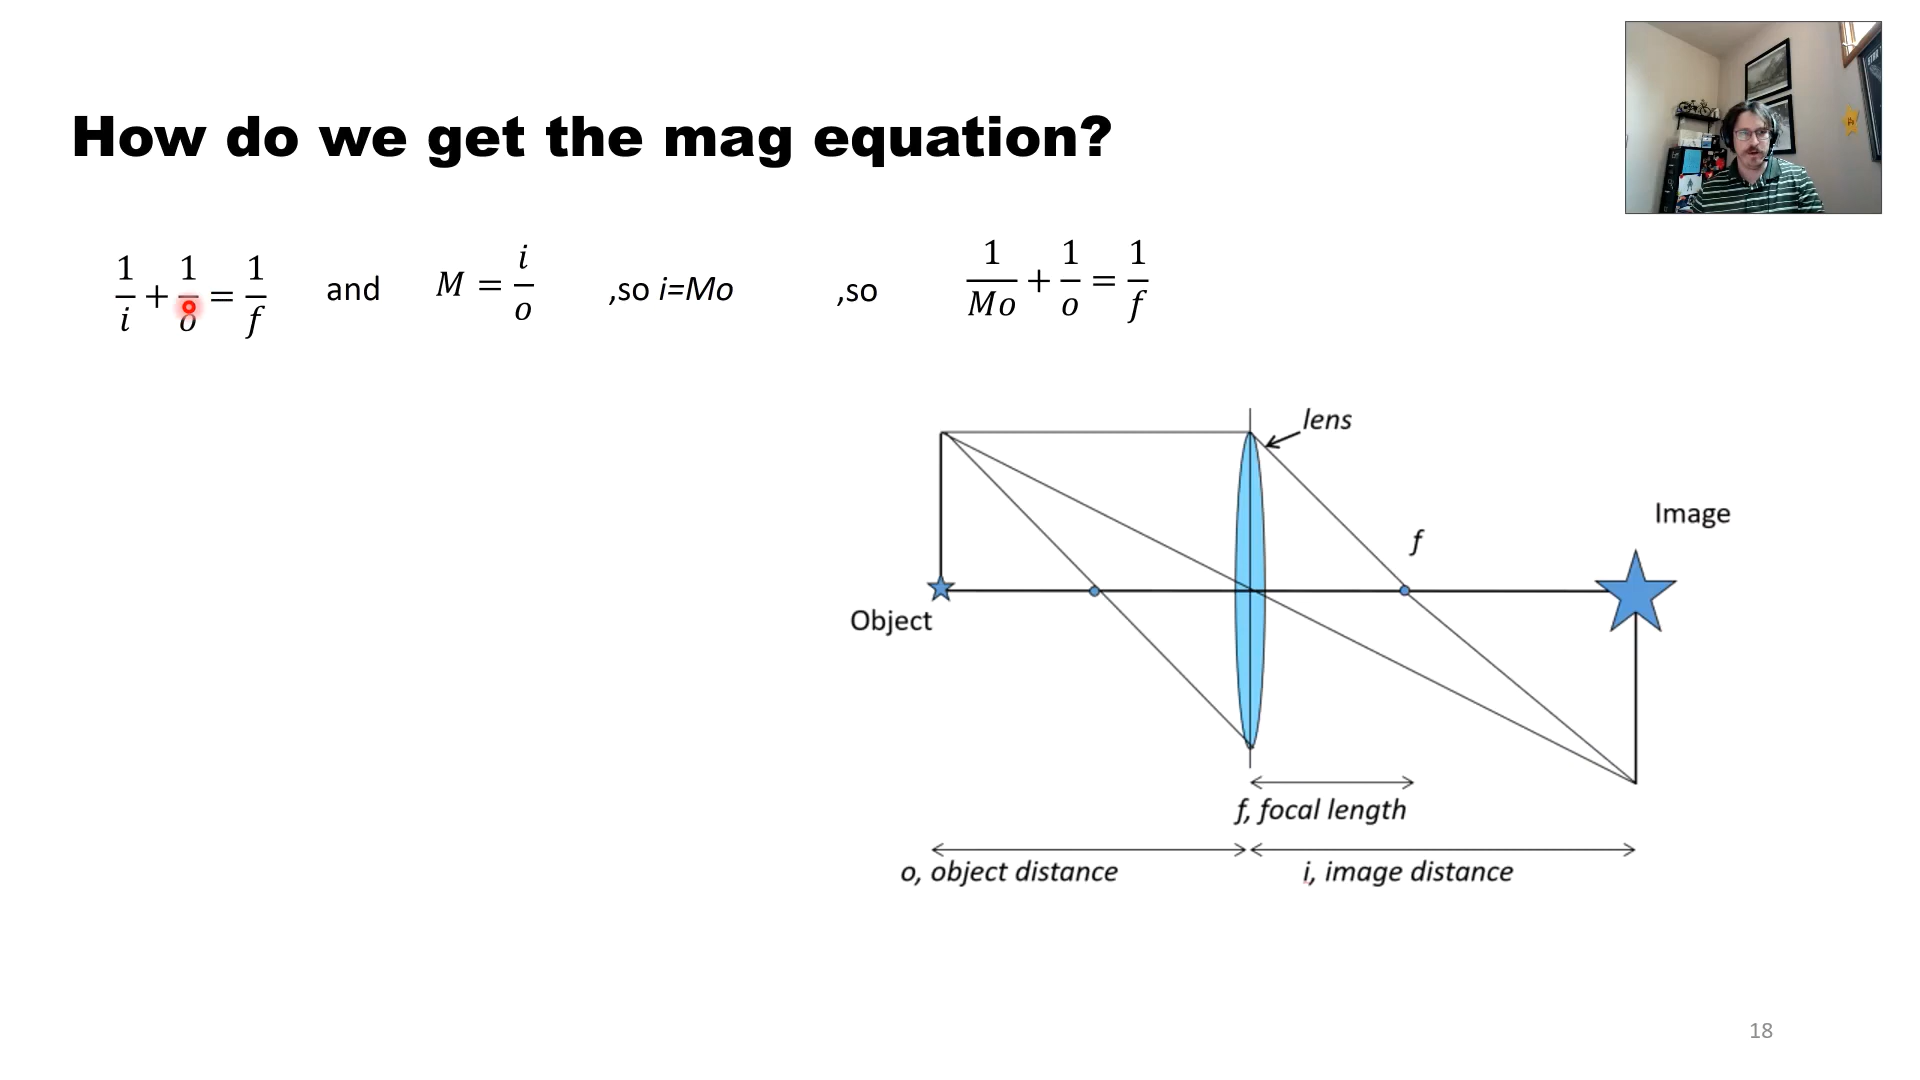 How do we get the mag equation?
1/i + 1/o = 1/f and M = i/o ,so i=Mo ,so 1/Mo + 1/o = 1/f
lens
f
Image
Object
f, focal length
o, object distance i, image distance
18